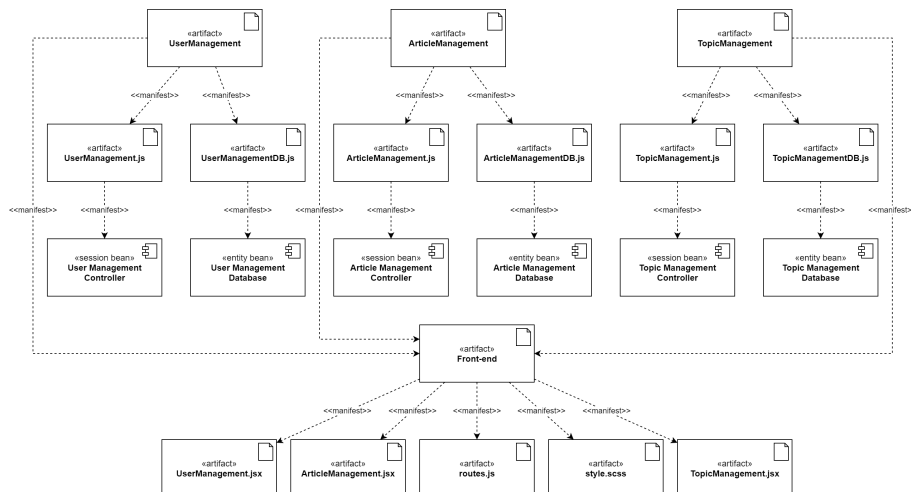 «artifact»
UserManagement
«artifact»
ArticleManagement
«artifact»
TopicManagement
<<manifest>>
<<manifest>>
<<manifest>>
<<manifest>>
<<manifest>>
<<manifest>>
«artifact»
UserManagement.js
«artifact»
UserManagementDB.js
«artifact»
ArticleManagement.js
«artifact»
ArticleManagementDB.js
«artifact»
TopicManagement.js
«artifact»
TopicManagementDB.js
<<manifest>>
<<manifest>>
<<manifest>>
<<manifest>>
<<manifest>>
<<manifest>>
<<manifest>>
<<manifest>>
<<manifest>
«session bean»
User Management
Controller
«entity bean»
User Management
Database
«session bean»
Article Management
Controller
«entity bean»
Article Management
Database
«session bean»
Topic Management
Controller
«entity bean»
Topic Management
Database
«artifact»
Front-end
<<manifest>>
<<manifest>>
<<manifest>>
<<manifest>>
<<manifest>>
«artifact»
UserManagement.jsx
«artifact»
ArticleManagement.jsx
«artifact»
routes.js
«artifact»
style.scss
«artifact»
TopicManagement.jsx